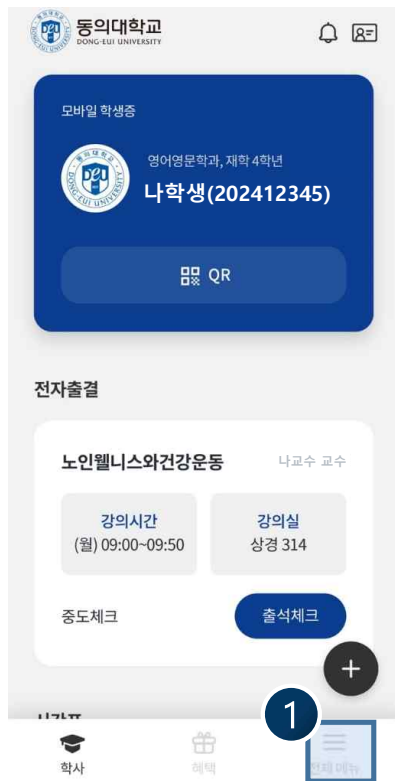 동의대학교
DONG-EUI UNIVERSITY
모바일 학생증
영어영문학과, 재학 4학년
나학생(202412345)
QR
전자출결
노인웰니스와건강운동
나교수 교수
강의시간
(월) 09:00~09:50
강의실
상경 314
중도체크
출석체크
+
1
학사
혜택
전체 메뉴